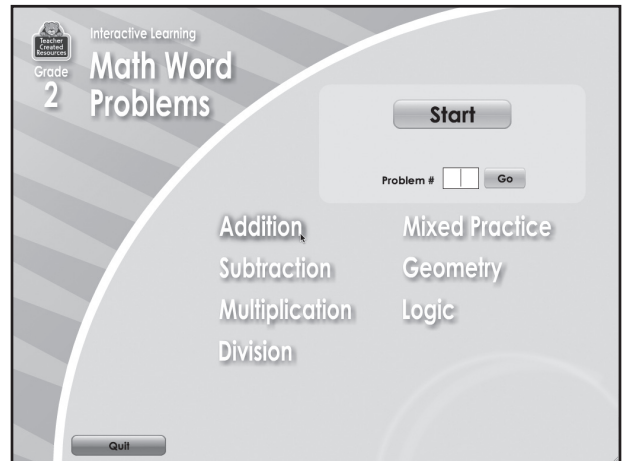 Teacher
Created
Resources
Grade
2
Interactive Learning
Math Word
Problems
Start
Problem #
Go
Addition
Subtraction
Multiplication
Division
Mixed Practice
Geometry
Logic
Quit